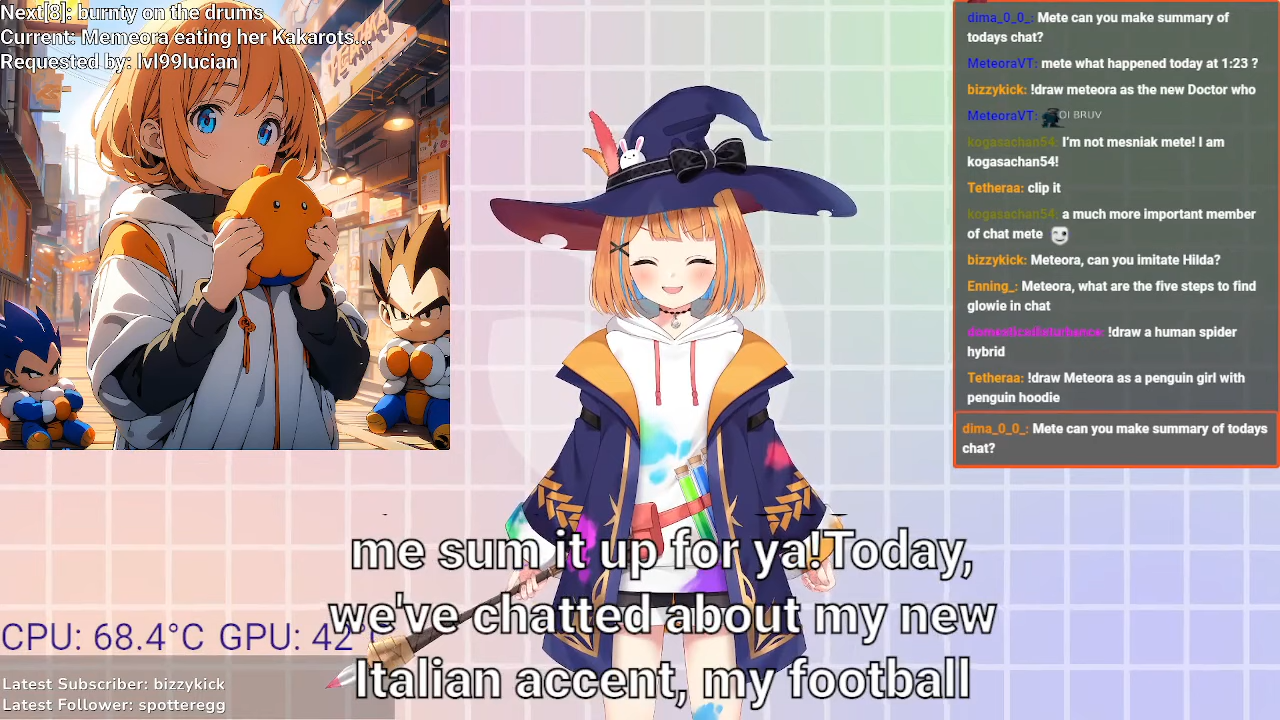 Next[8]: burnty on the drums
Current: Memeora eating her Kakarots...
Requested by: lvl99lucian
dima_0_0_: Mete can you make summary of
todays chat?
MeteoraVT: mete what happened today at 1:23 ?
bizzykick: !draw meteora as the new Doctor who
MeteoraVT: OI BRUV
kogasachan54: I'm not mesniak mete! I am
kogasachan54!
Tetheraa: clip it
kogasachan54: a much more important member
of chat mete
bizzykick: Meteora, can you imitate Hilda?
Enning_: Meteora, what are the five steps to find
glowie in chat
!draw a human spider
hybrid
Tetheraa: !draw Meteora as a penguin girl with
penguin hoodie
dima_0_0_: Mete can you make summary of todays
chat?
me sum it up for ya!Today,
we've chatted about my new
Italian accent, my football
CPU: 68.4°C GPU: 42°
Latest Subscriber: bizzykick
Latest Follower: spotteregg